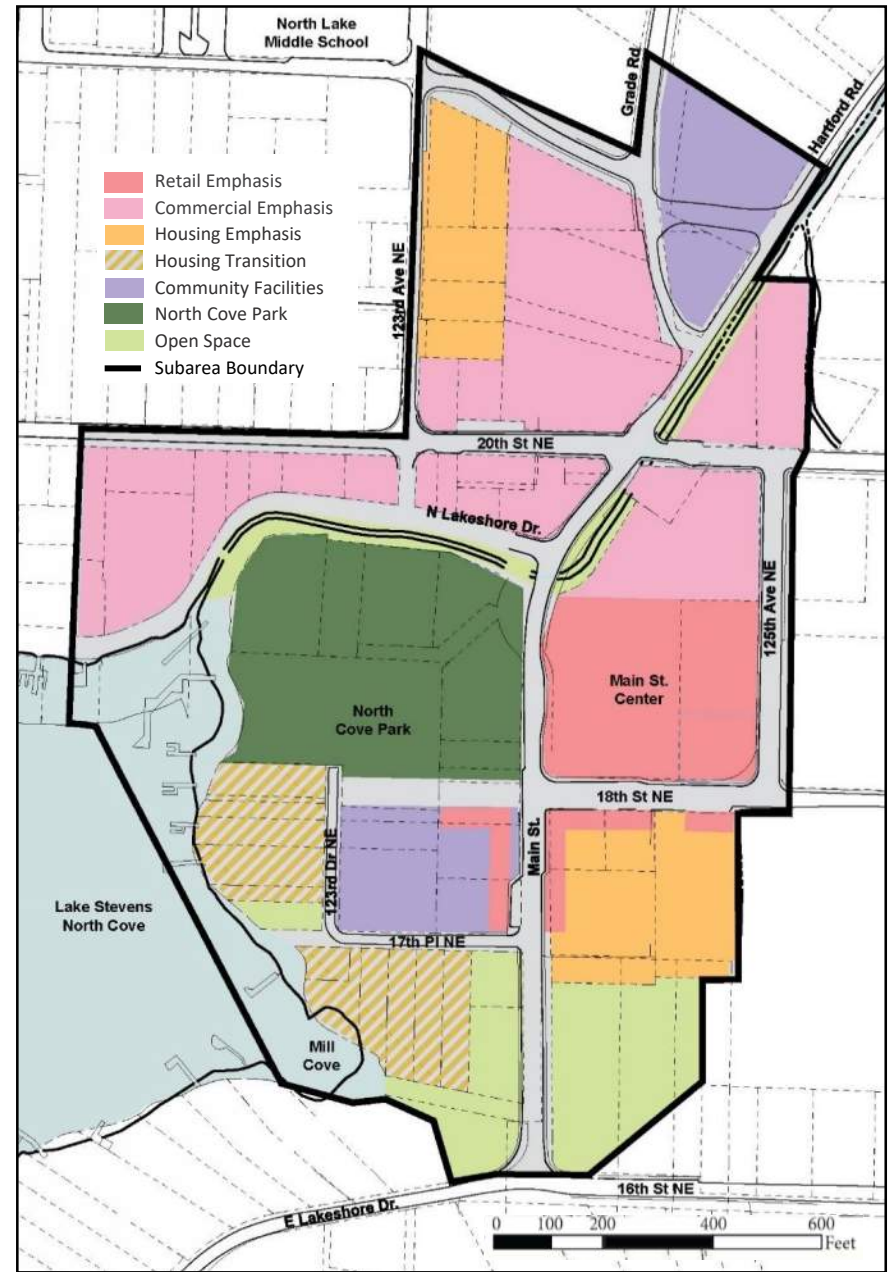 North Lake
Middle School
Grade Rd
Hartford Rd
Retail Emphasis
Commercial Emphasis
Housing Emphasis
Housing Transition
Community Facilities
North Cove Park
Open Space
Subarea Boundary
123rd Ave NE
20th St NE
N Lakeshore Dr.
125th Ave NE
Main St.
Center
North
Cove Park
18th St NE
Main St.
123rd Dr NE
Lake Stevens
North Cove
17th Pl NE
Mill
Cove
16th St NE
E Lakeshore Dr.
0 100 200 400 600
Feet